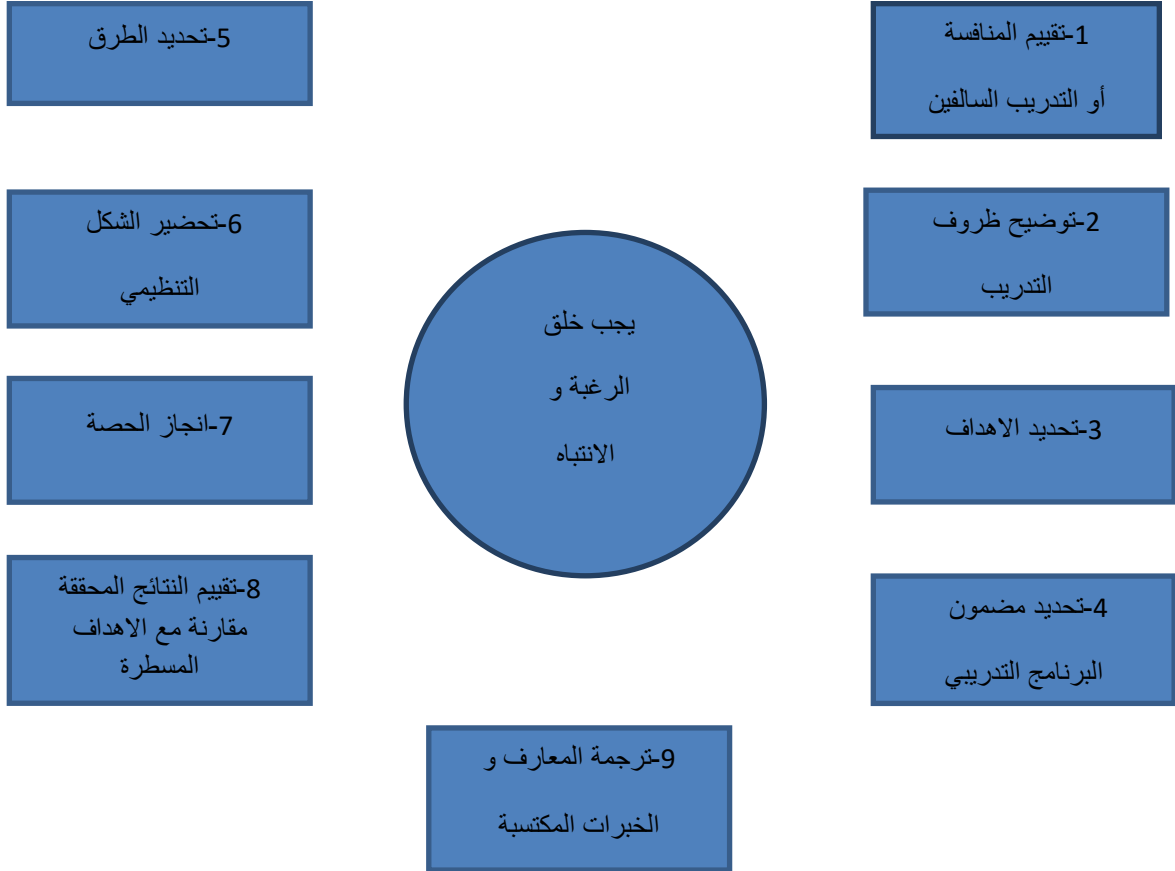 1-تقييم المنافسة
أو التدريب السالفين
2-توضيح ظروف
التدريب
3-تحديد الاهداف
4-تحديد مضمون
البرنامج التدريبي
5-تحديد الطرق
6-تحضير الشكل
التنظيمي
7-انجاز الحصة
8-تقييم النتائج المحققة
مقارنة مع الاهداف
المسطرة
9-ترجمة المعارف و
الخبرات المكتسبة
يجب خلق
الرغبة و
الانتباه